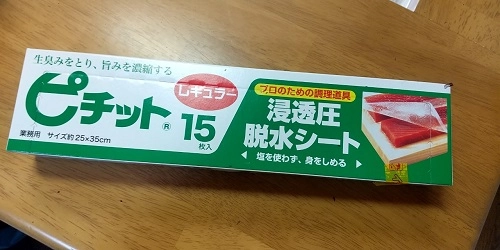 生臭みをとり、旨みを濃縮する
ピチット®
レギュラー
15
枚入
業務用 サイズ約25×35cm
プロのための調理道具
浸透圧
脱水シート
塩を使わず、身をしめる